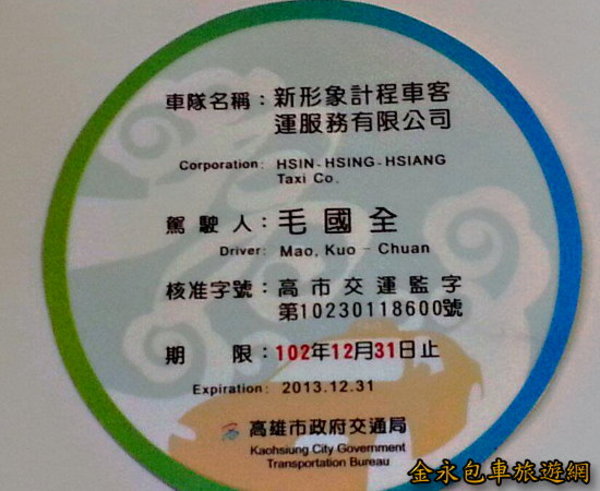 車隊名稱：新形象計程車客
運服務有限公司
Corporation: HSIN-HSING-HSIANG
Taxi Co.
駕駛人：毛國全
Driver: Mao, Kuo-Chuan
核准字號：高市交運監字
第10230118600號
期　限：102年12月31日止
Expiration: 2013.12.31
高雄市政府交通局
Kaohsiung City Government
Transportation Bureau
金永包車旅遊網